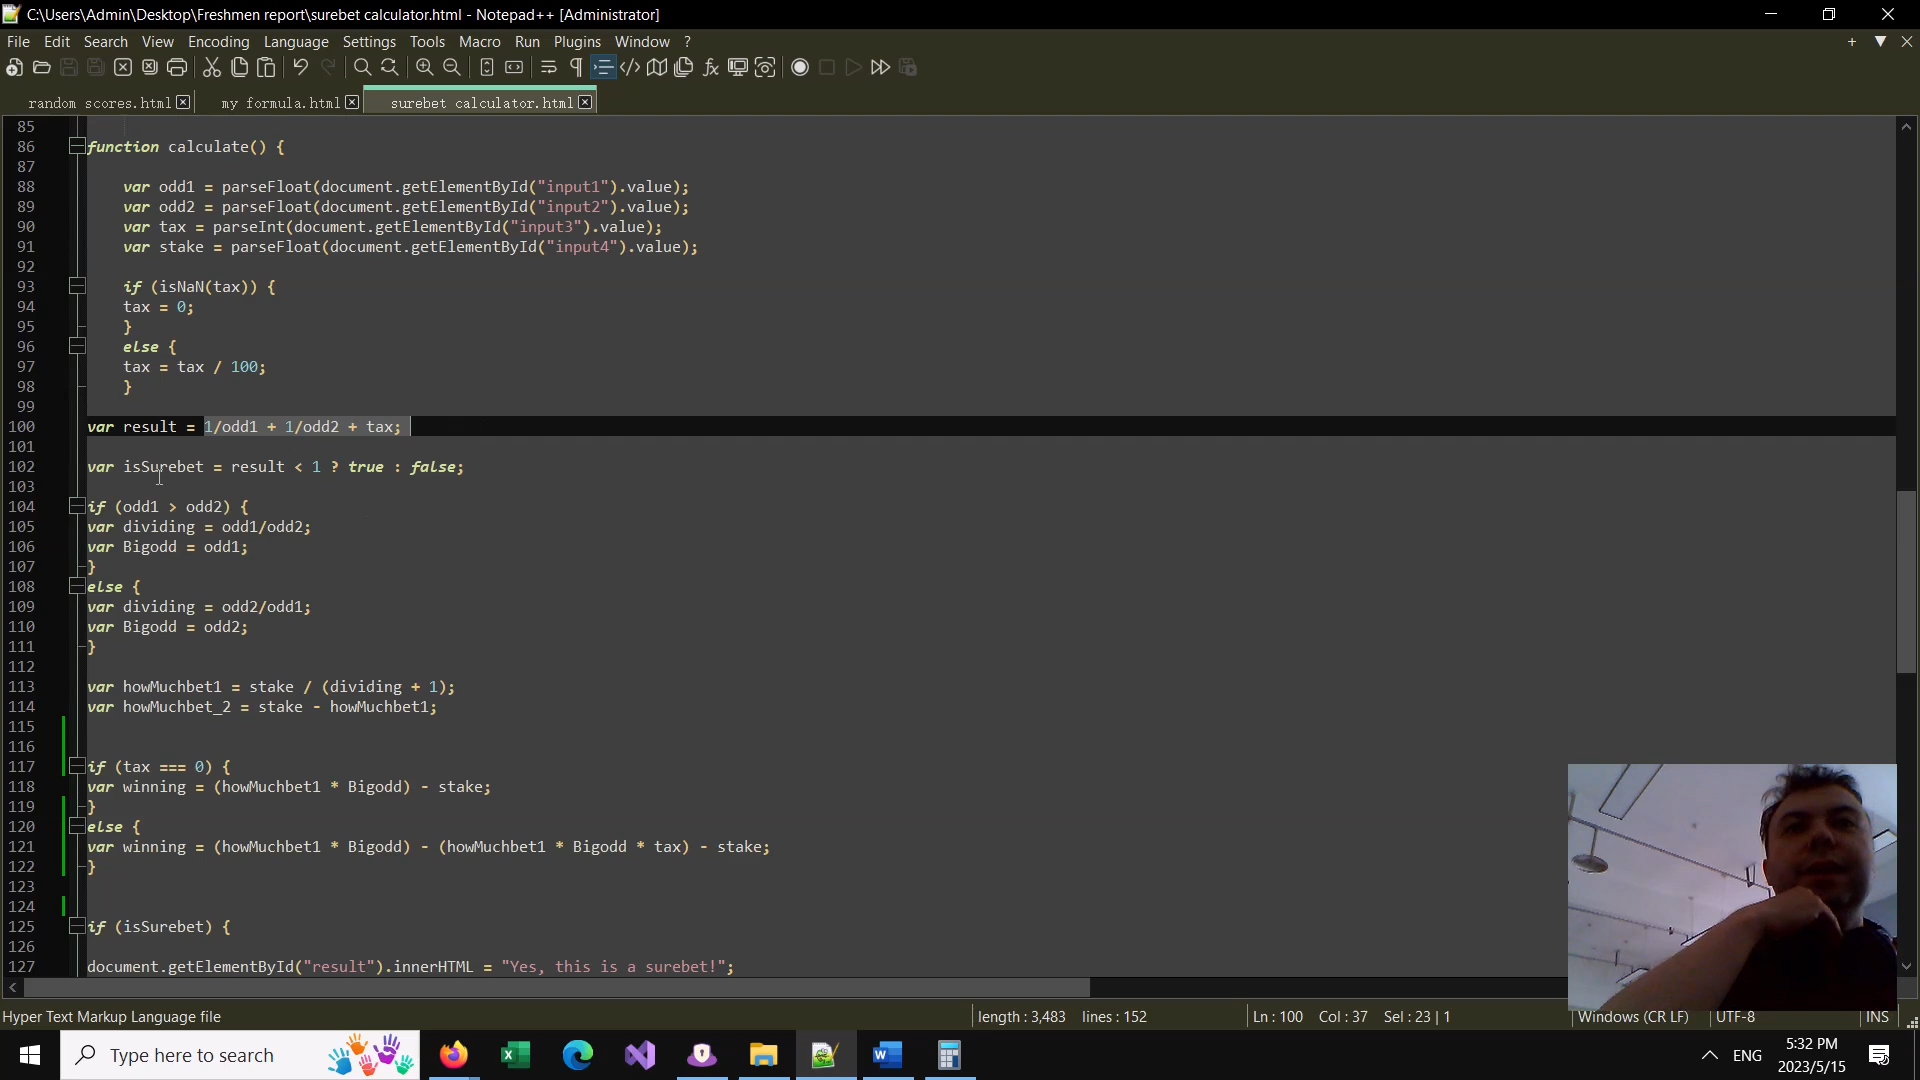 C:\Users\Admin\Desktop\Freshmen report\surebet calculator.html - Notepad++ [Administrator]
File Edit Search View Encoding Language Settings Tools Macro Run Plugins Window ?
random scores.html my formula.html surebet calculator.html
85
86 function calculate() {
87
88 var odd1 = parseFloat(document.getElementById("input1").value);
89 var odd2 = parseFloat(document.getElementById("input2").value);
90 var tax = parseInt(document.getElementById("input3").value);
91 var stake = parseFloat(document.getElementById("input4").value);
92
93 if (isNaN(tax)) {
94 tax = 0;
95 }
96 else {
97 tax = tax / 100;
98 }
99
100 var result = 1/odd1 + 1/odd2 + tax;
101
102 var isSurebet = result < 1 ? true : false;
103
104 if (odd1 > odd2) {
105 var dividing = odd1/odd2;
106 var Bigodd = odd1;
107 }
108 else {
109 var dividing = odd2/odd1;
110 var Bigodd = odd2;
111 }
112
113 var howMuchbet1 = stake / (dividing + 1);
114 var howMuchbet_2 = stake - howMuchbet1;
115
116
117 if (tax === 0) {
118 var winning = (howMuchbet1 * Bigodd) - stake;
119 }
120 else {
121 var winning = (howMuchbet1 * Bigodd) - (howMuchbet1 * Bigodd * tax) - stake;
122 }
123
124
125 if (isSurebet) {
126
127 document.getElementById("result").innerHTML = "Yes, this is a surebet!";
Hyper Text Markup Language file length : 3,483 lines : 152 Ln : 100 Col : 37 Sel : 23 | 1 Windows (CR LF) UTF-8 INS
Type here to search ENG 5:32 PM
2023/5/15